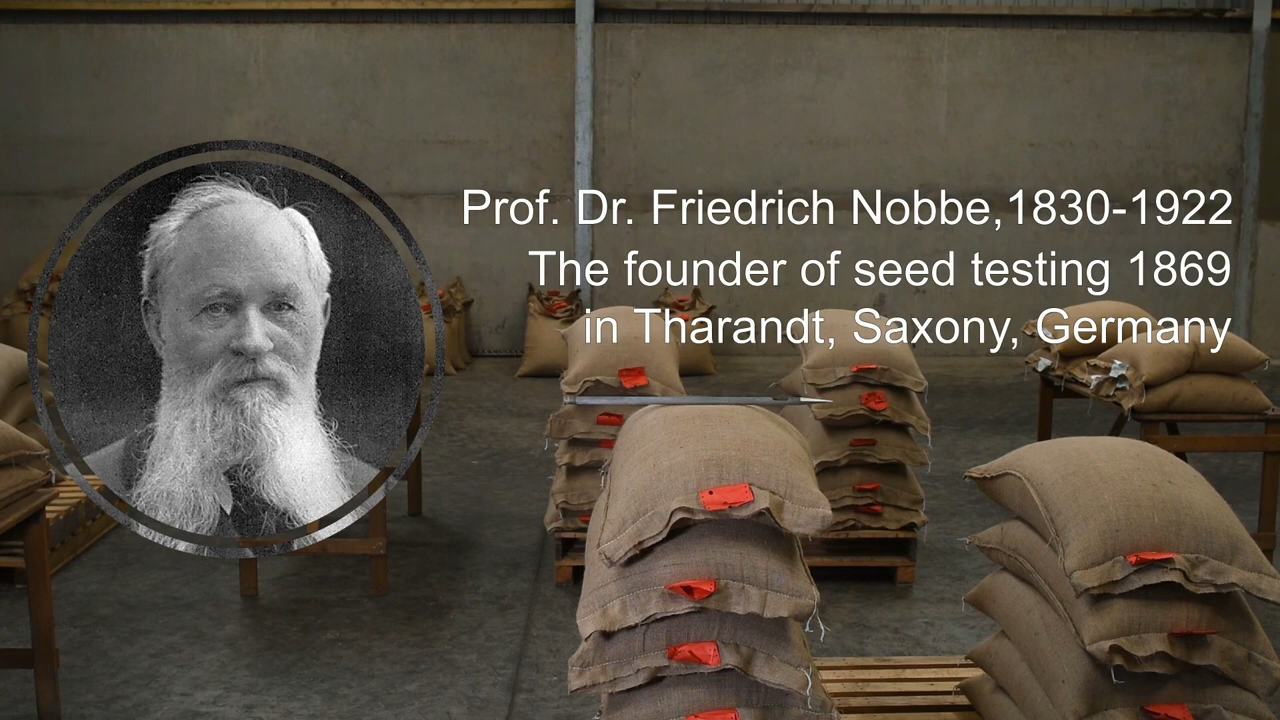 Prof. Dr. Friedrich Nobbe,1830-1922
The founder of seed testing 1869
in Tharandt, Saxony, Germany